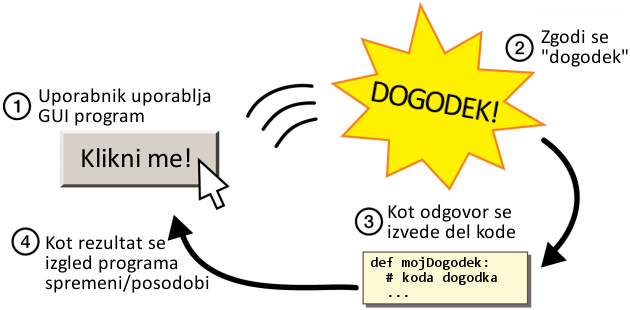 1 Uporabnik uporablja
GUI program
Klikni me!
DOGODEK!
2 Zgodi se
"dogodek"
3 Kot odgovor se
izvede del kode
def mojDogodek:
# koda dogodka
...
4 Kot rezultat se
izgled programa
spremeni/posodobi